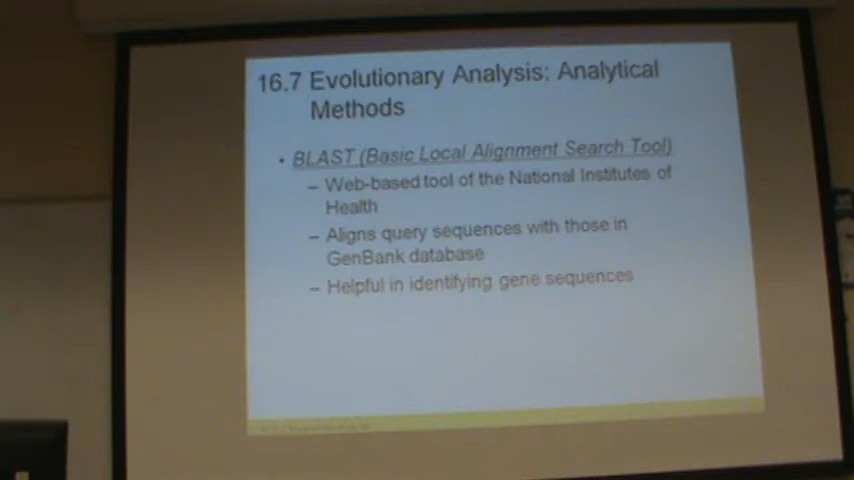 16.7 Evolutionary Analysis: Analytical
Methods
• BLAST (Basic Local Alignment Search Tool)
– Web-based tool of the National Institutes of
Health
– Aligns query sequences with those in
GenBank database
– Helpful in identifying gene sequences